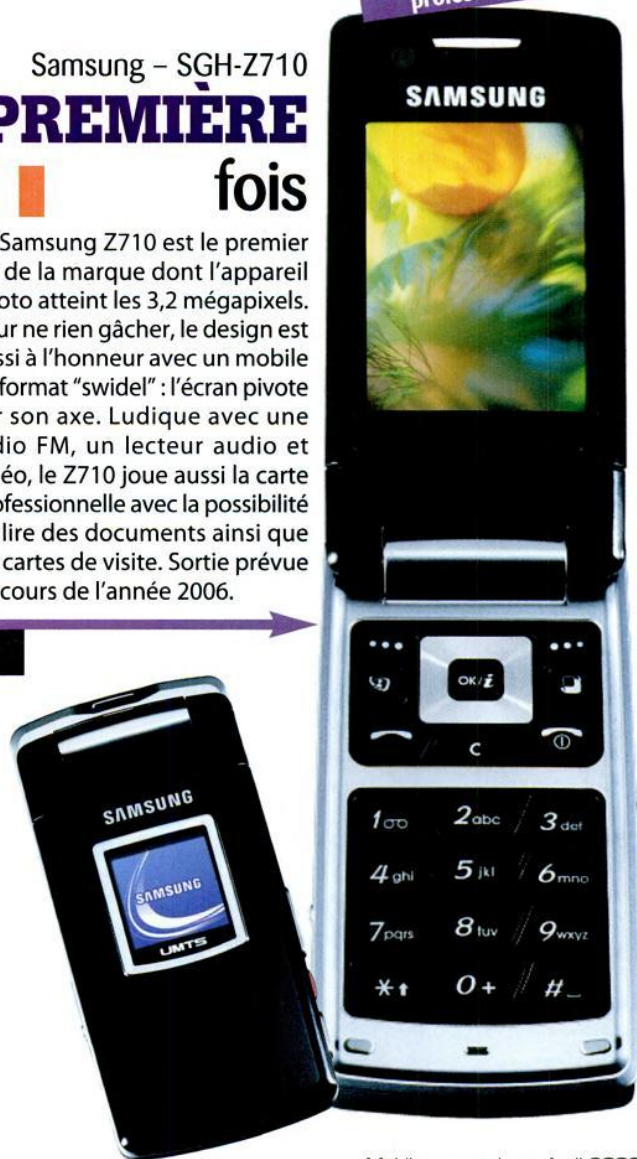 Samsung – SGH-Z710
PREMIÈRE
fois
Samsung Z710 est le premier
de la marque dont l'appareil
oto atteint les 3,2 mégapixels.
ur ne rien gâcher, le design est
ssi à l'honneur avec un mobile
format "swidel" : l'écran pivote
r son axe. Ludique avec une
dio FM, un lecteur audio et
éo, le Z710 joue aussi la carte
ofessionnelle avec la possibilité
lire des documents ainsi que
cartes de visite. Sortie prévue
cours de l'année 2006.
SAMSUNG
SAMSUNG
UMTS
SAMSUNG
OK/i
C
1 2abc 3def
4ghi 5jkl 6mno
7pqrs 8tuv 9wxyz
* 0+ #